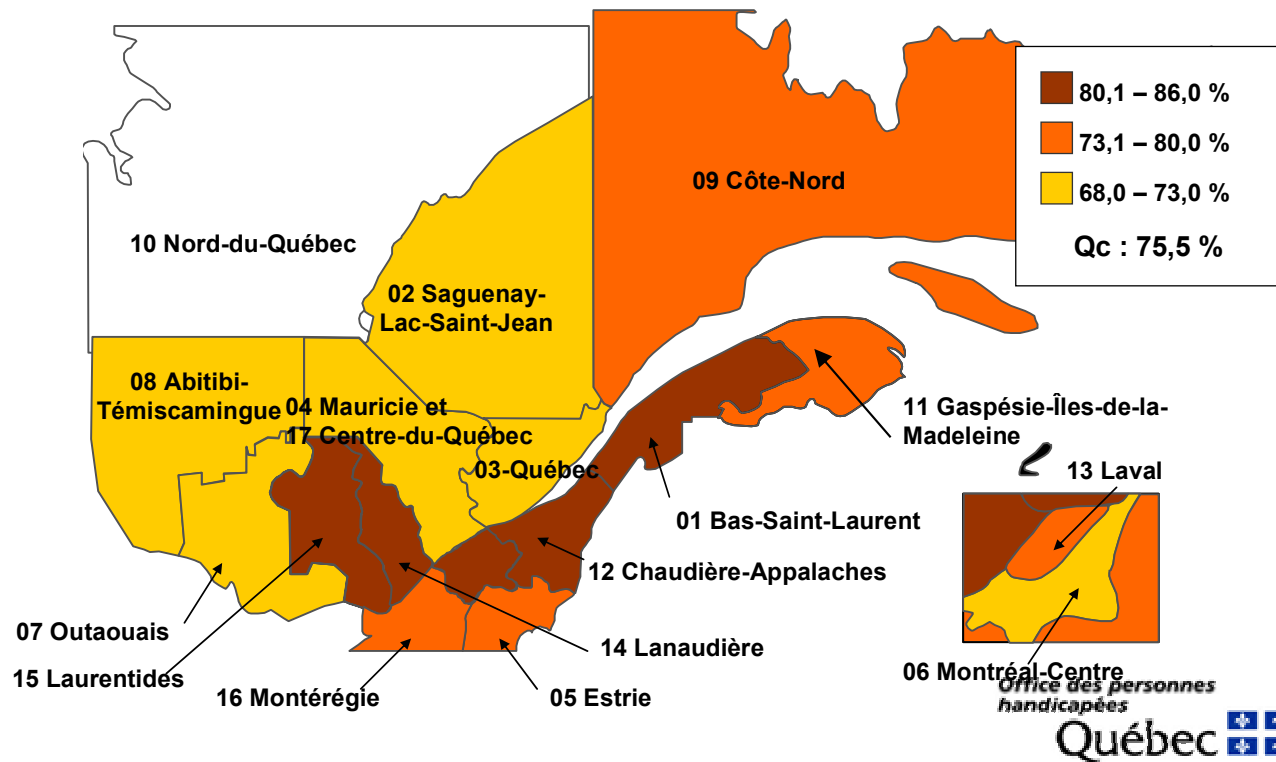 80,1 – 86,0 %
73,1 – 80,0 %
68,0 – 73,0 %
Qc : 75,5 %
09 Côte-Nord
10 Nord-du-Québec
02 Saguenay-
Lac-Saint-Jean
08 Abitibi-
Témiscamingue
04 Mauricie et
17 Centre-du-Québec
11 Gaspésie-Îles-de-la-
Madeleine
03-Québec
13 Laval
01 Bas-Saint-Laurent
12 Chaudière-Appalaches
07 Outaouais
14 Lanaudière
15 Laurentides
06 Montréal-Centre
16 Montérégie
05 Estrie
Office des personnes
handicapées
Québec